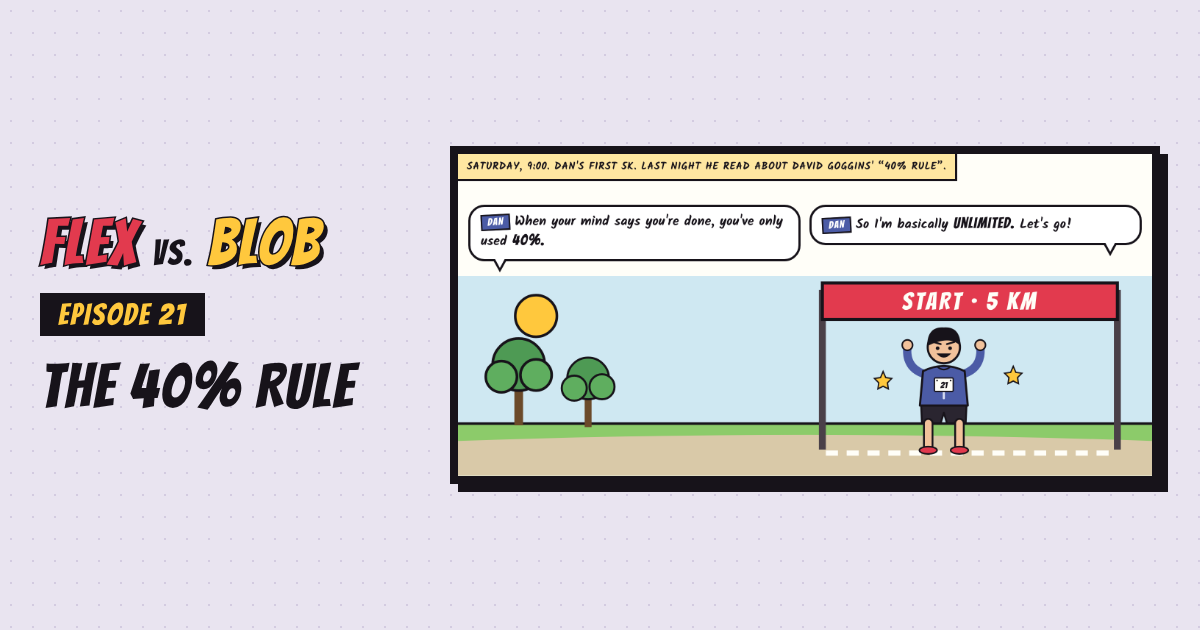 FLEX VS. BLOB
EPISODE 21
THE 40% RULE
SATURDAY, 9:00. DAN'S FIRST 5K. LAST NIGHT HE READ ABOUT DAVID GOGGINS' “40% RULE”.
DAN When your mind says you're done, you've only
used 40%.
DAN So I'm basically UNLIMITED. Let's go!
START · 5 KM
21